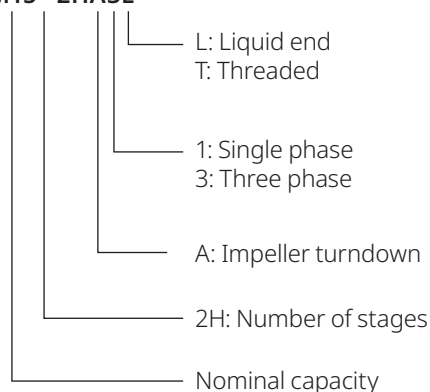 L: Liquid end
T: Threaded
1: Single phase
3: Three phase
A: Impeller turndown
2H: Number of stages
Nominal capacity